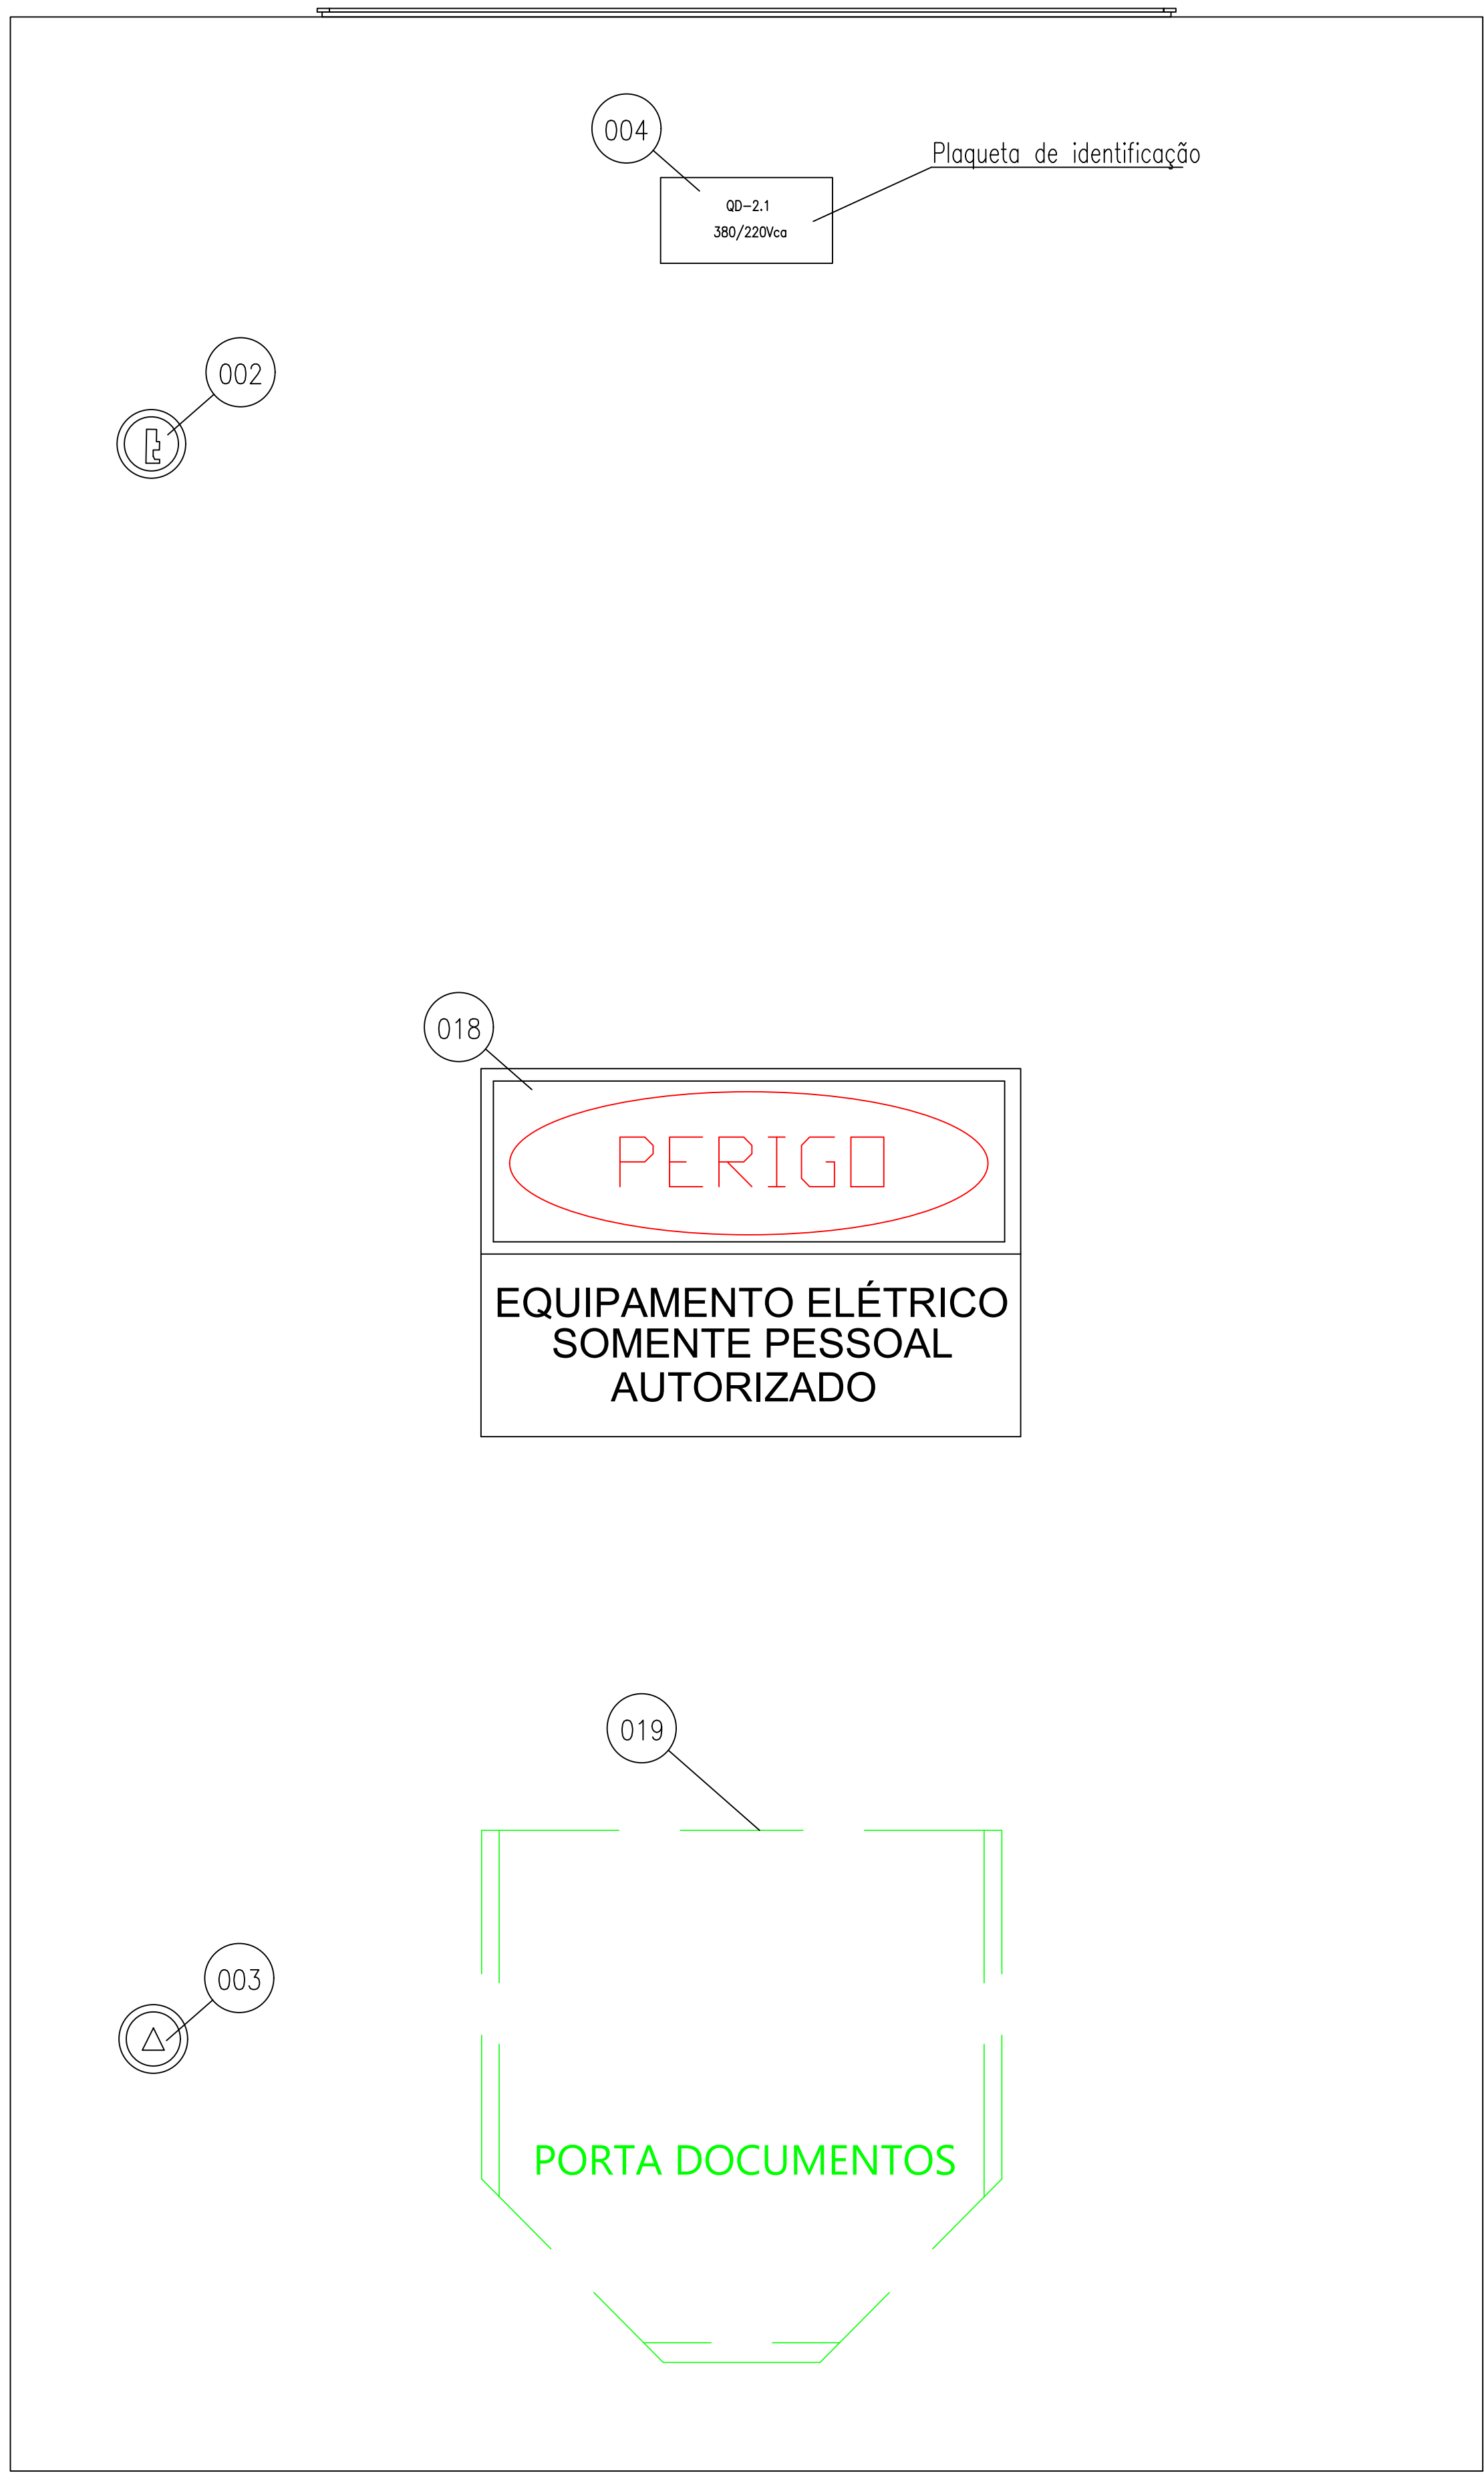 004
Plaqueta de identificação
QD-2.1
380/220Vca
002
018
PERIGO
EQUIPAMENTO ELÉTRICO
SOMENTE PESSOAL
AUTORIZADO
019
003
PORTA DOCUMENTOS